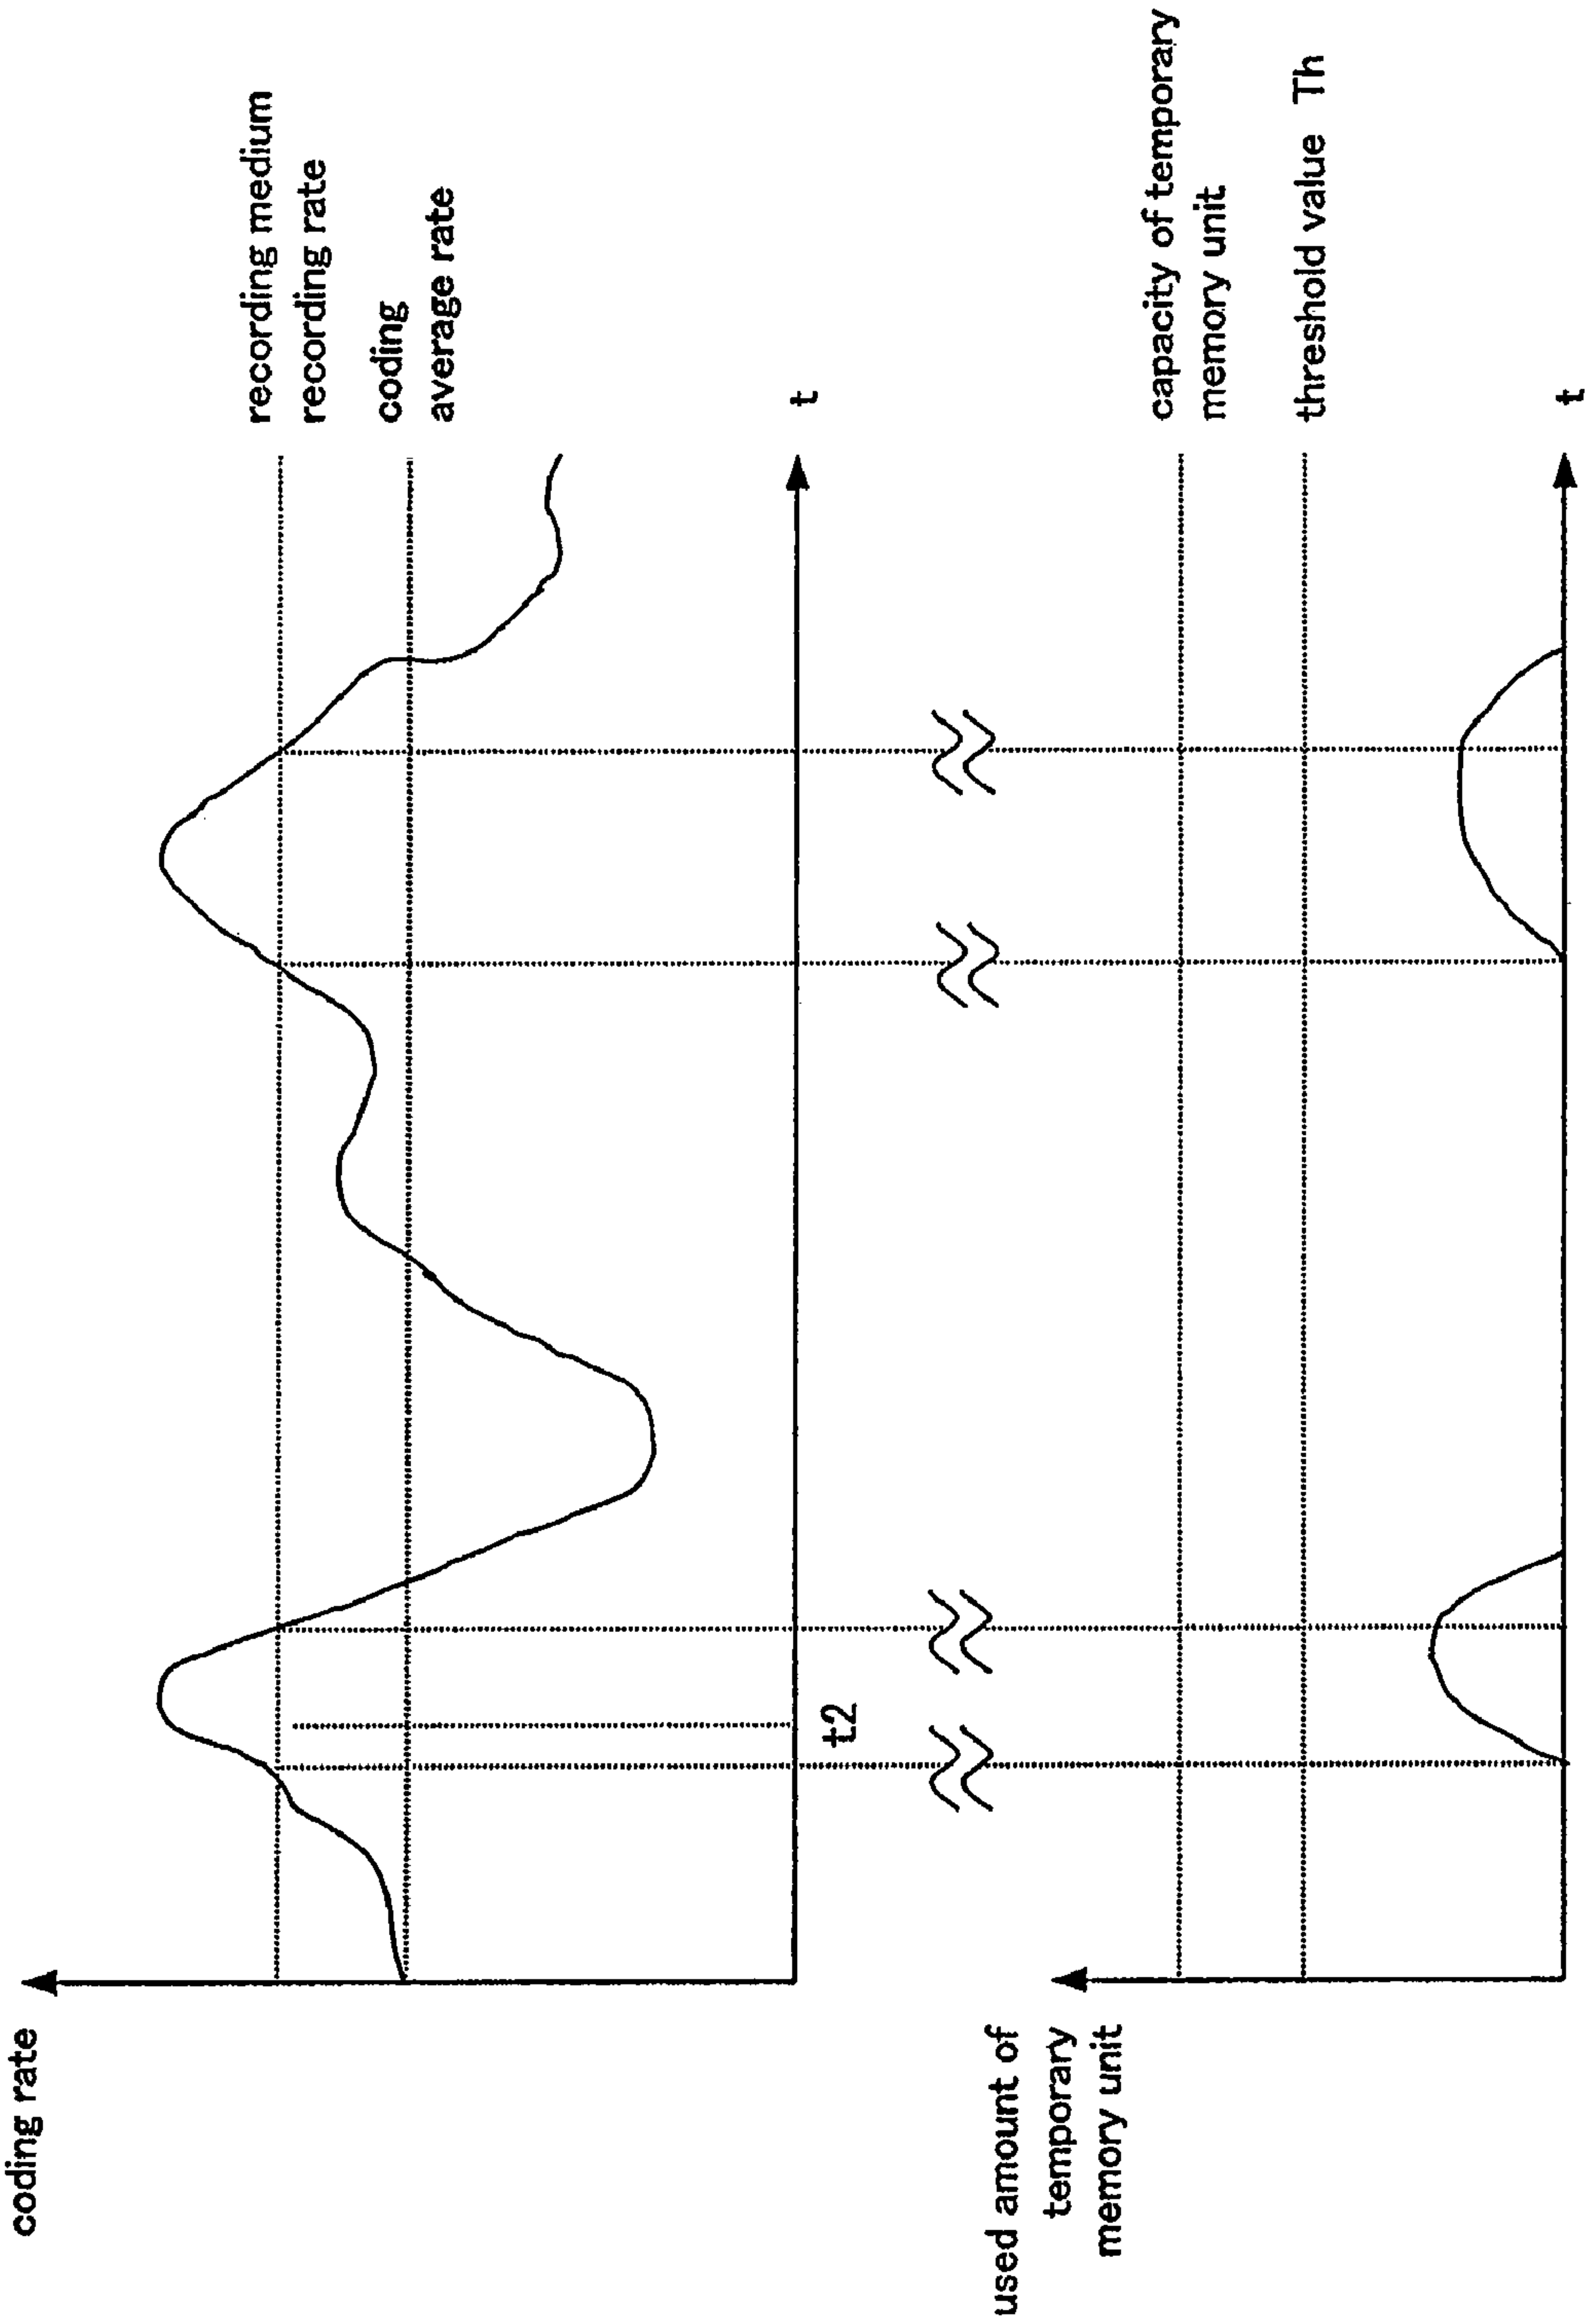 coding rate
recording medium
recording rate
coding
average rate
t2
t
used amount of
temporary
memory unit
capacity of temporary
memory unit
threshold value Th
t